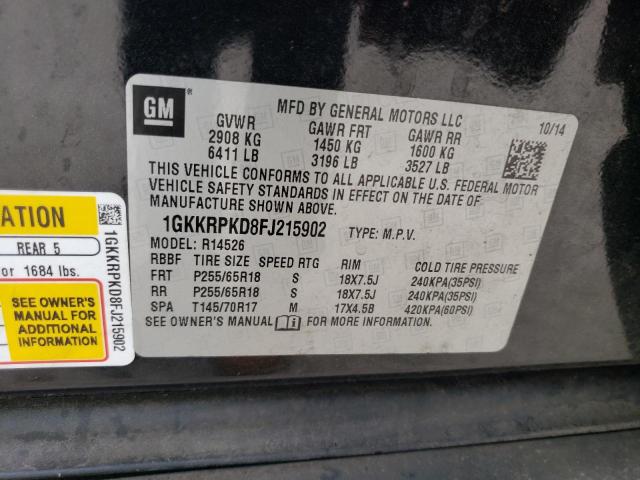 GM
MFD BY GENERAL MOTORS LLC
10/14
GVWR GAWR FRT GAWR RR
2908 KG 1450 KG 1600 KG
6411 LB 3196 LB 3527 LB
THIS VEHICLE CONFORMS TO ALL APPLICABLE U.S. FEDERAL MOTOR
VEHICLE SAFETY STANDARDS IN EFFECT ON THE DATE OF
MANUFACTURE SHOWN ABOVE.
1GKKRPKD8FJ215902 TYPE: M.P.V.
MODEL: R14526
RBBF TIRE SIZE SPEED RTG RIM COLD TIRE PRESSURE
FRT P255/65R18 S 18X7.5J 240KPA(35PSI)
RR P255/65R18 S 18X7.5J 240KPA(35PSI)
SPA T145/70R17 M 17X4.5B 420KPA(60PSI)
SEE OWNER'S MANUAL FOR MORE INFORMATION.
REAR 5
or 1684 lbs.
SEE OWNER'S
MANUAL FOR
ADDITIONAL
INFORMATION
1GKKRPKD8FJ215902